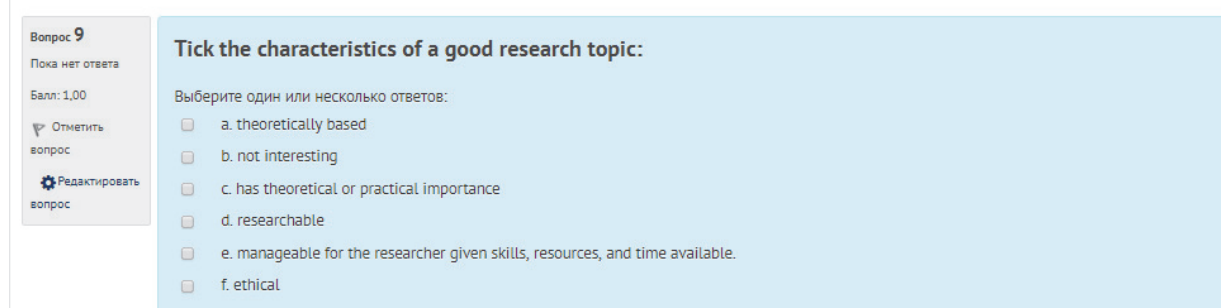 Вопрос 9
Пока нет ответа
Балл: 1,00
Отметить
вопрос
Редактировать
вопрос
Tick the characteristics of a good research topic:
Выберите один или несколько ответов:
a. theoretically based
b. not interesting
c. has theoretical or practical importance
d. researchable
e. manageable for the researcher given skills, resources, and time available.
f. ethical